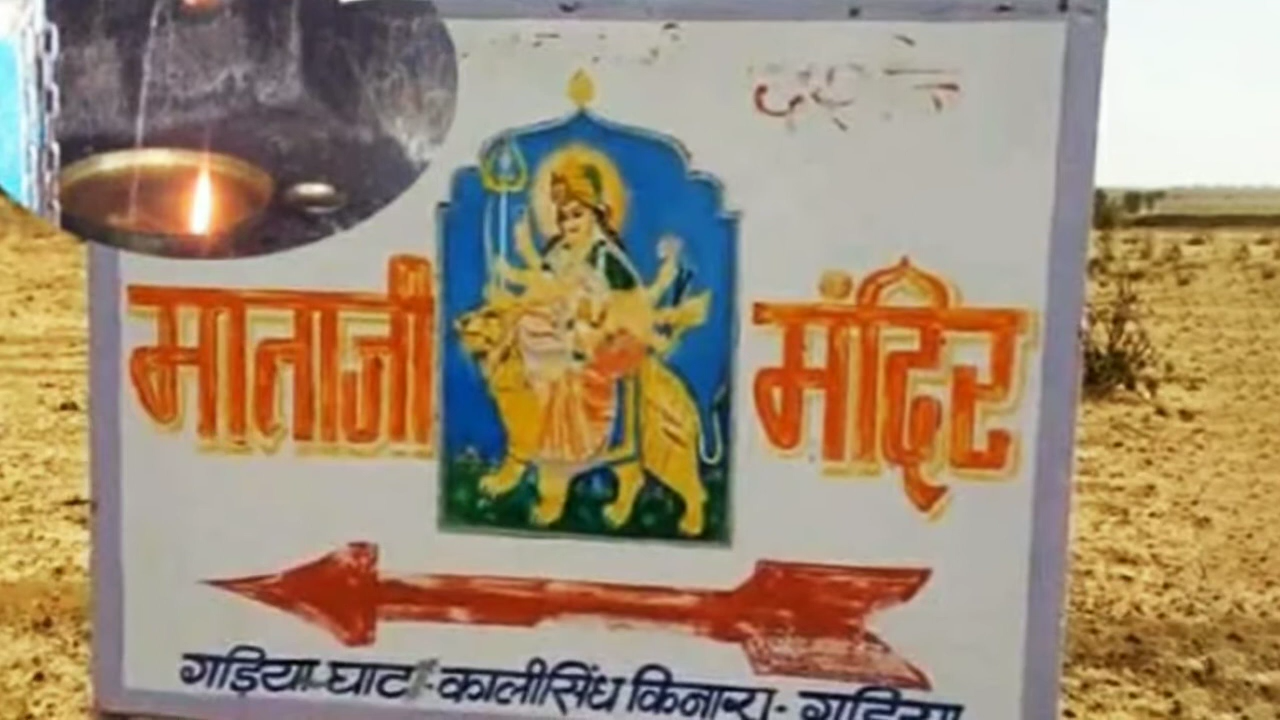 माताजी मंदिर
गड़िया घाट - कालीसिंध किनारा - गड़िया